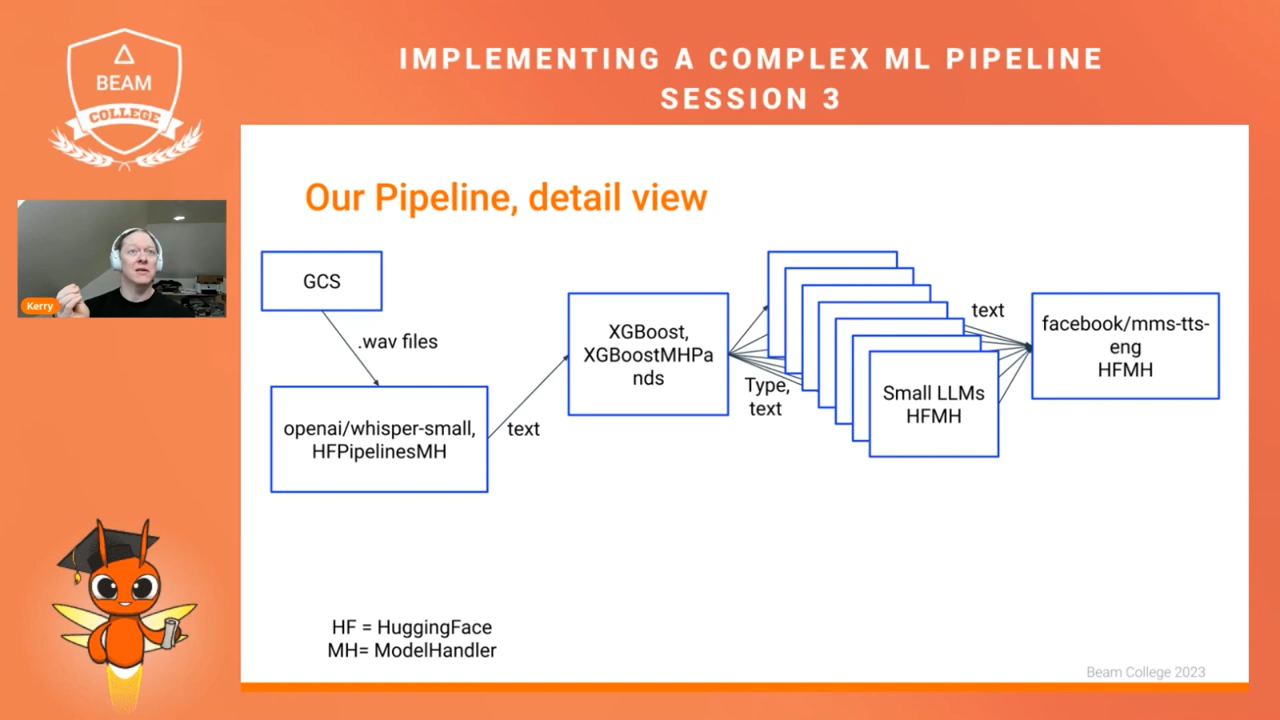 IMPLEMENTING A COMPLEX ML PIPELINE
SESSION 3
BEAM
COLLEGE
Kerry
Our Pipeline, detail view
GCS
.wav files
openai/whisper-small,
HFPipelinesMH
text
XGBoost,
XGBoostMHPa
nds
Type,
text
Small LLMs
HFMH
text
facebook/mms-tts-
eng
HFMH
HF = HuggingFace
MH= ModelHandler
Beam College 2023